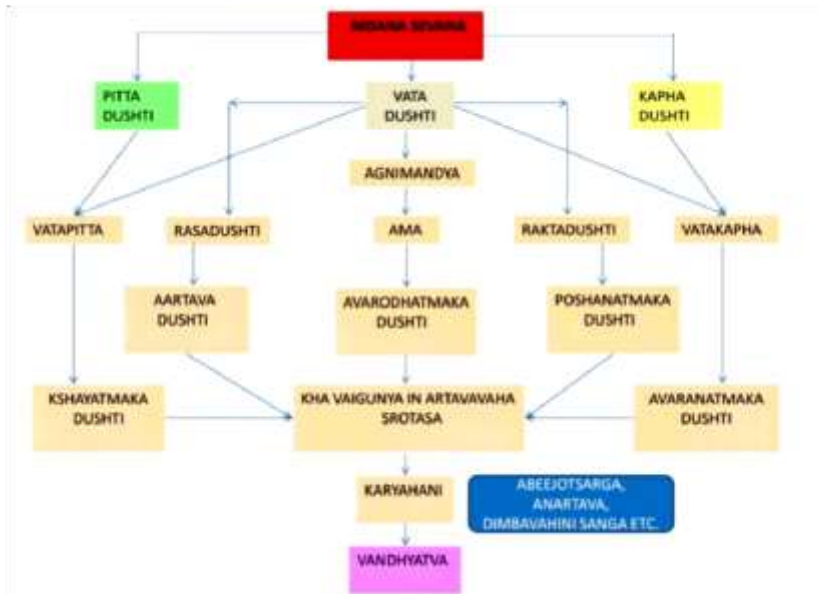 NIDANA SEVANA
PITTA
DUSHTI
VATA
DUSHTI
KAPHA
DUSHTI
AGNIMANDYA
VATAPITTA
RASADUSHTI
AMA
RAKTADUSHTI
VATAKAPHA
AARTAVA
DUSHTI
AVARODHATMAKA
DUSHTI
POSHANATMAKA
DUSHTI
KSHAYATMAKA
DUSHTI
KHA VAIGUNYA IN ARTAVAVAHA
SROTASA
AVARANATMAKA
DUSHTI
KARYAHANI
ABEEJOTSARGA,
ANARTAVA,
DIMBAVAHINI SANGA ETC.
VANDHYATVA